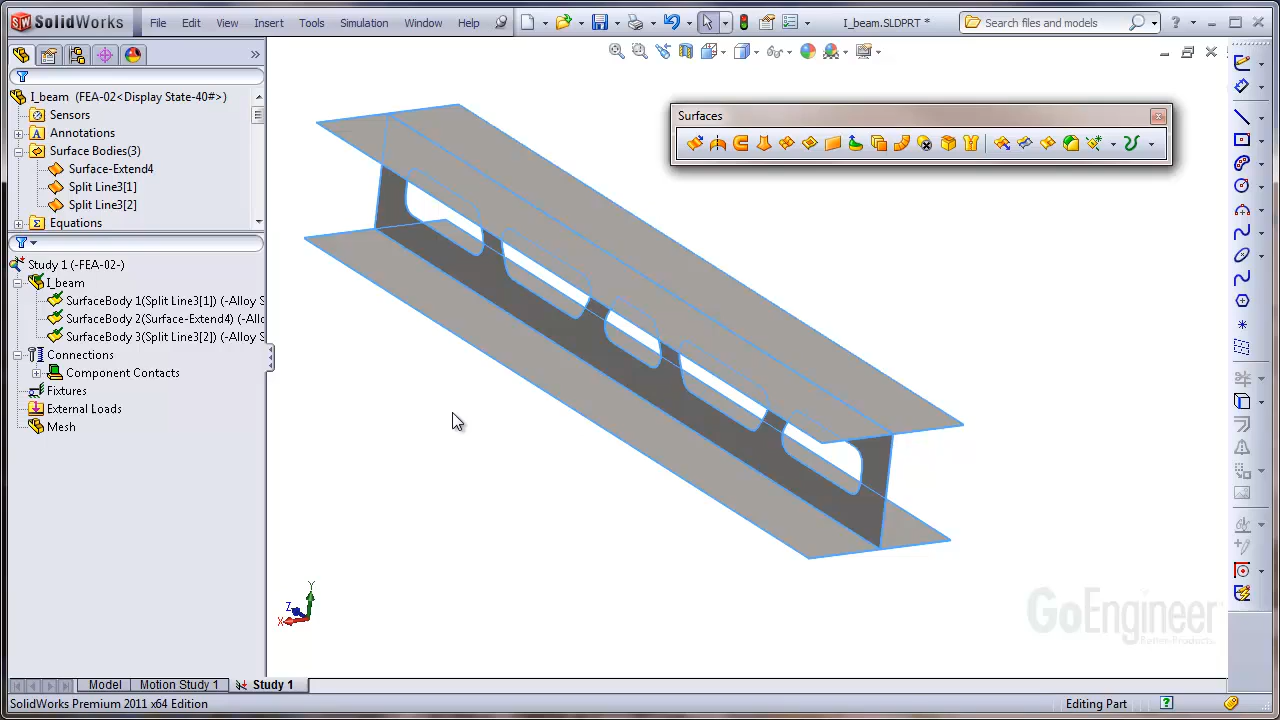 SolidWorks File Edit View Insert Tools Simulation Window Help I_beam.SLDPRT * Search files and models
I_beam (FEA-02<Display State-40#>)
Sensors
Annotations
Surface Bodies(3)
Surface-Extend4
Split Line3[1]
Split Line3[2]
Equations
Surfaces
Study 1 (-FEA-02-)
I_beam
SurfaceBody 1(Split Line3[1]) (-Alloy S
SurfaceBody 2(Surface-Extend4) (-Alloy
SurfaceBody 3(Split Line3[2]) (-Alloy S
Connections
Component Contacts
Fixtures
External Loads
Mesh
Y
Z
X
GoEngineer
Model Motion Study 1 Study 1
SolidWorks Premium 2011 x64 Edition Editing Part